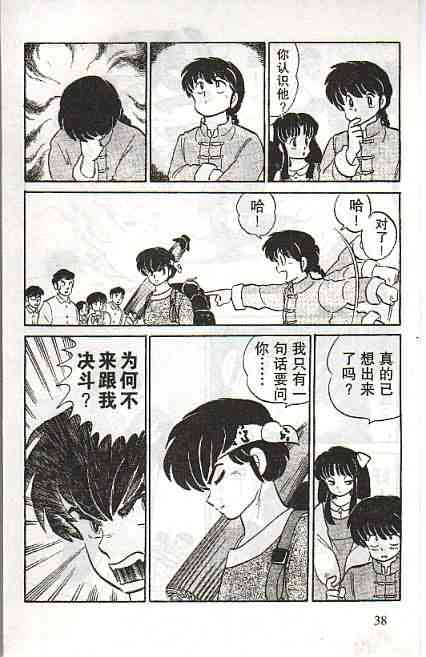 你认识他？
对了！
哈！
哈！
真的已
想出来
了吗？
我只有一
句话要问
你……
为何不
来跟我
决斗？
38